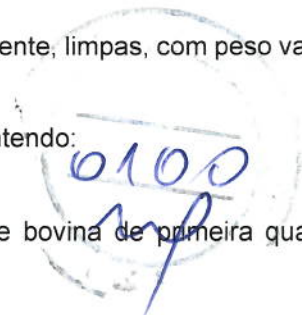 ente, limpas, com peso va
ntendo:
0100
e bovina de primeira qua